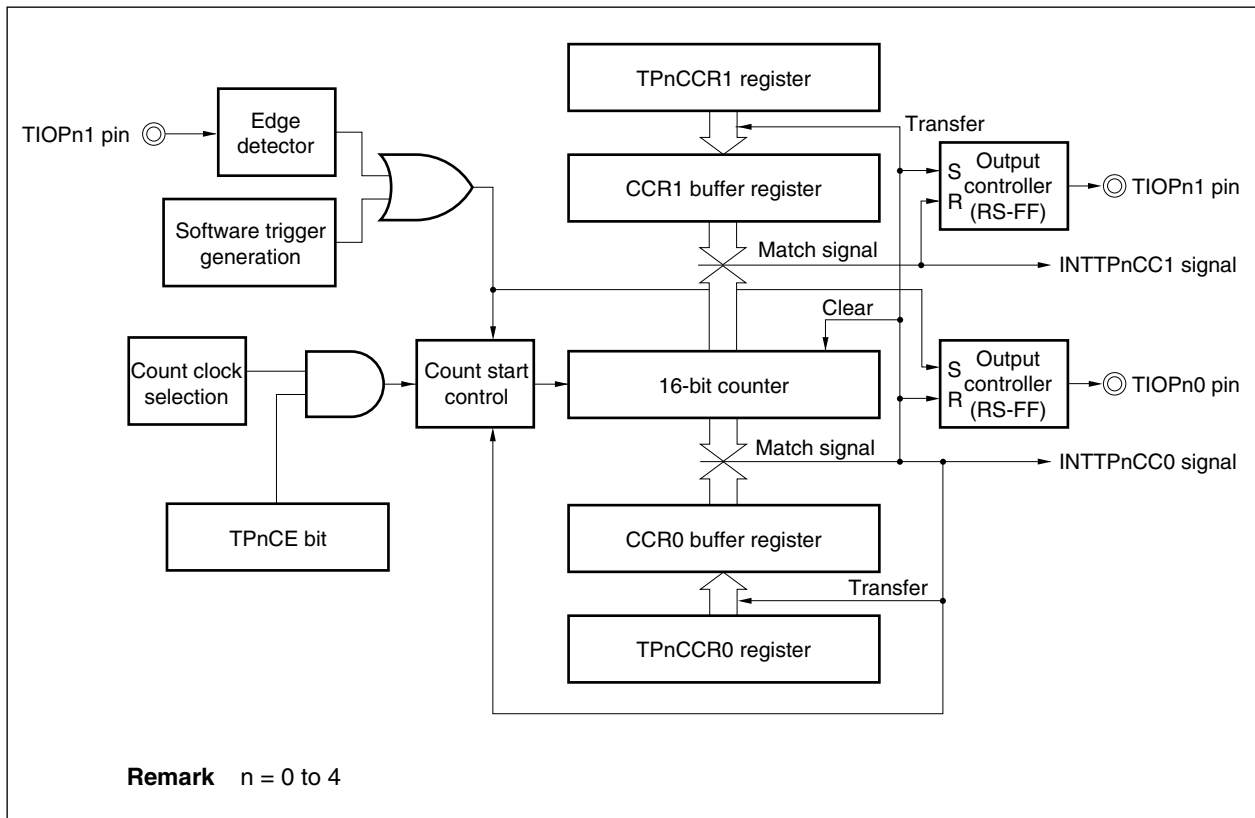 TPnCCR1 register
TIOPn1 pin
Edge
detector
Transfer
CCR1 buffer register
S
R
Output
controller
(RS-FF)
TIOPn1 pin
Software trigger
generation
Match signal
INTTPnCC1 signal
Clear
Count clock
selection
Count start
control
16-bit counter
S
R
Output
controller
(RS-FF)
TIOPn0 pin
Match signal
INTTPnCC0 signal
TPnCE bit
CCR0 buffer register
Transfer
TPnCCR0 register
Remark n = 0 to 4